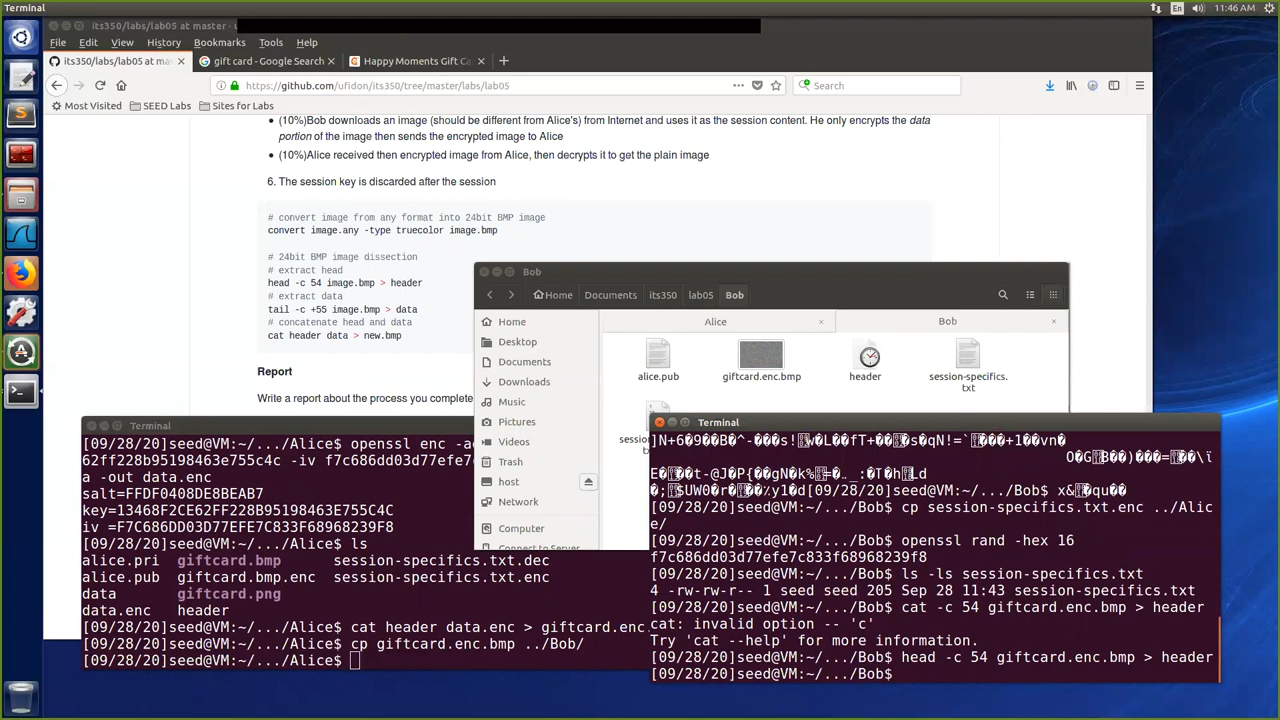 Terminal
En
11:46 AM
its350/labs/lab05 at master -
File Edit View History Bookmarks Tools Help
its350/labs/lab05 at mas
gift card - Google Search
Happy Moments Gift Ca
https://github.com/ufidon/its350/tree/master/labs/lab05
Search
Most Visited
SEED Labs
Sites for Labs
(10%)Bob downloads an image (should be different from Alice's) from Internet and uses it as the session content. He only encrypts the data
portion of the image then sends the encrypted image to Alice
(10%)Alice received then encrypted image from Alice, then decrypts it to get the plain image
6. The session key is discarded after the session
# convert image from any format into 24bit BMP image
convert image.any -type truecolor image.bmp
# 24bit BMP image dissection
# extract head
head -c 54 image.bmp > header
# extract data
tail -c +55 image.bmp > data
# concatenate head and data
cat header data > new.bmp
Report
Write a report about the process you complete
Bob
Home Documents its350 lab05 Bob
Home
Desktop
Documents
Downloads
Music
Pictures
Videos
Trash
host
Network
Computer
Connect to Server
Alice
Bob
alice.pub
giftcard.enc.bmp
header
session-specifics.
txt
Terminal
[09/28/20]seed@VM:~/.../Alice$ openssl enc -ae
62ff228b95198463e755c4c -iv f7c686dd03d77efe7c
a -out data.enc
salt=FFDF0408DE8BEAB7
key=13468F2CE62FF228B95198463E755C4C
iv =F7C686DD03D77EFE7C833F68968239F8
[09/28/20]seed@VM:~/.../Alice$ ls
alice.pri giftcard.bmp session-specifics.txt.dec
alice.pub giftcard.bmp.enc session-specifics.txt.enc
data giftcard.png
data.enc header
[09/28/20]seed@VM:~/.../Alice$ cat header data.enc > giftcard.enc.
[09/28/20]seed@VM:~/.../Alice$ cp giftcard.enc.bmp ../Bob/
[09/28/20]seed@VM:~/.../Alice$
Terminal
[09/28/20]seed@VM:~/.../Bob$
[09/28/20]seed@VM:~/.../Bob$ cp session-specifics.txt.enc ../Alic
e/
[09/28/20]seed@VM:~/.../Bob$ openssl rand -hex 16
f7c686dd03d77efe7c833f68968239f8
[09/28/20]seed@VM:~/.../Bob$ ls -ls session-specifics.txt
4 -rw-rw-r-- 1 seed seed 205 Sep 28 11:43 session-specifics.txt
[09/28/20]seed@VM:~/.../Bob$ cat -c 54 giftcard.enc.bmp > header
cat: invalid option -- 'c'
Try 'cat --help' for more information.
[09/28/20]seed@VM:~/.../Bob$ head -c 54 giftcard.enc.bmp > header
[09/28/20]seed@VM:~/.../Bob$